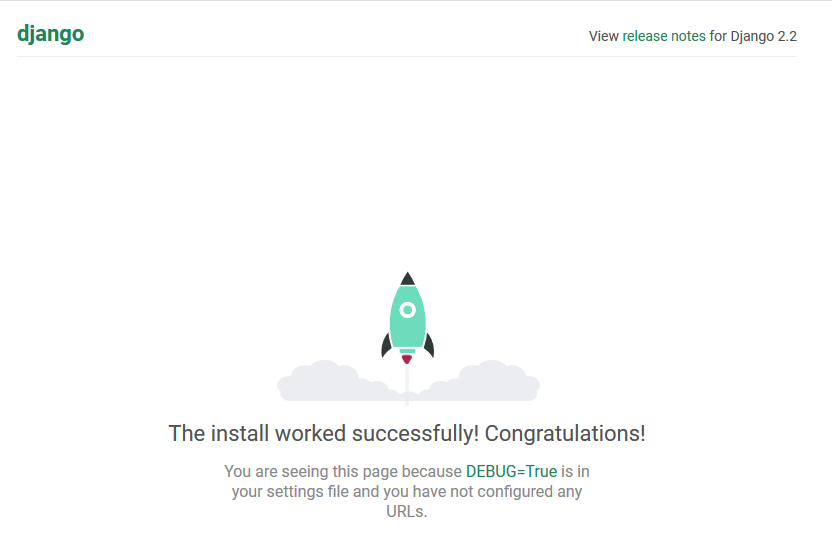 django
View release notes for Django 2.2
The install worked successfully! Congratulations!
You are seeing this page because DEBUG=True is in
your settings file and you have not configured any
URLs.